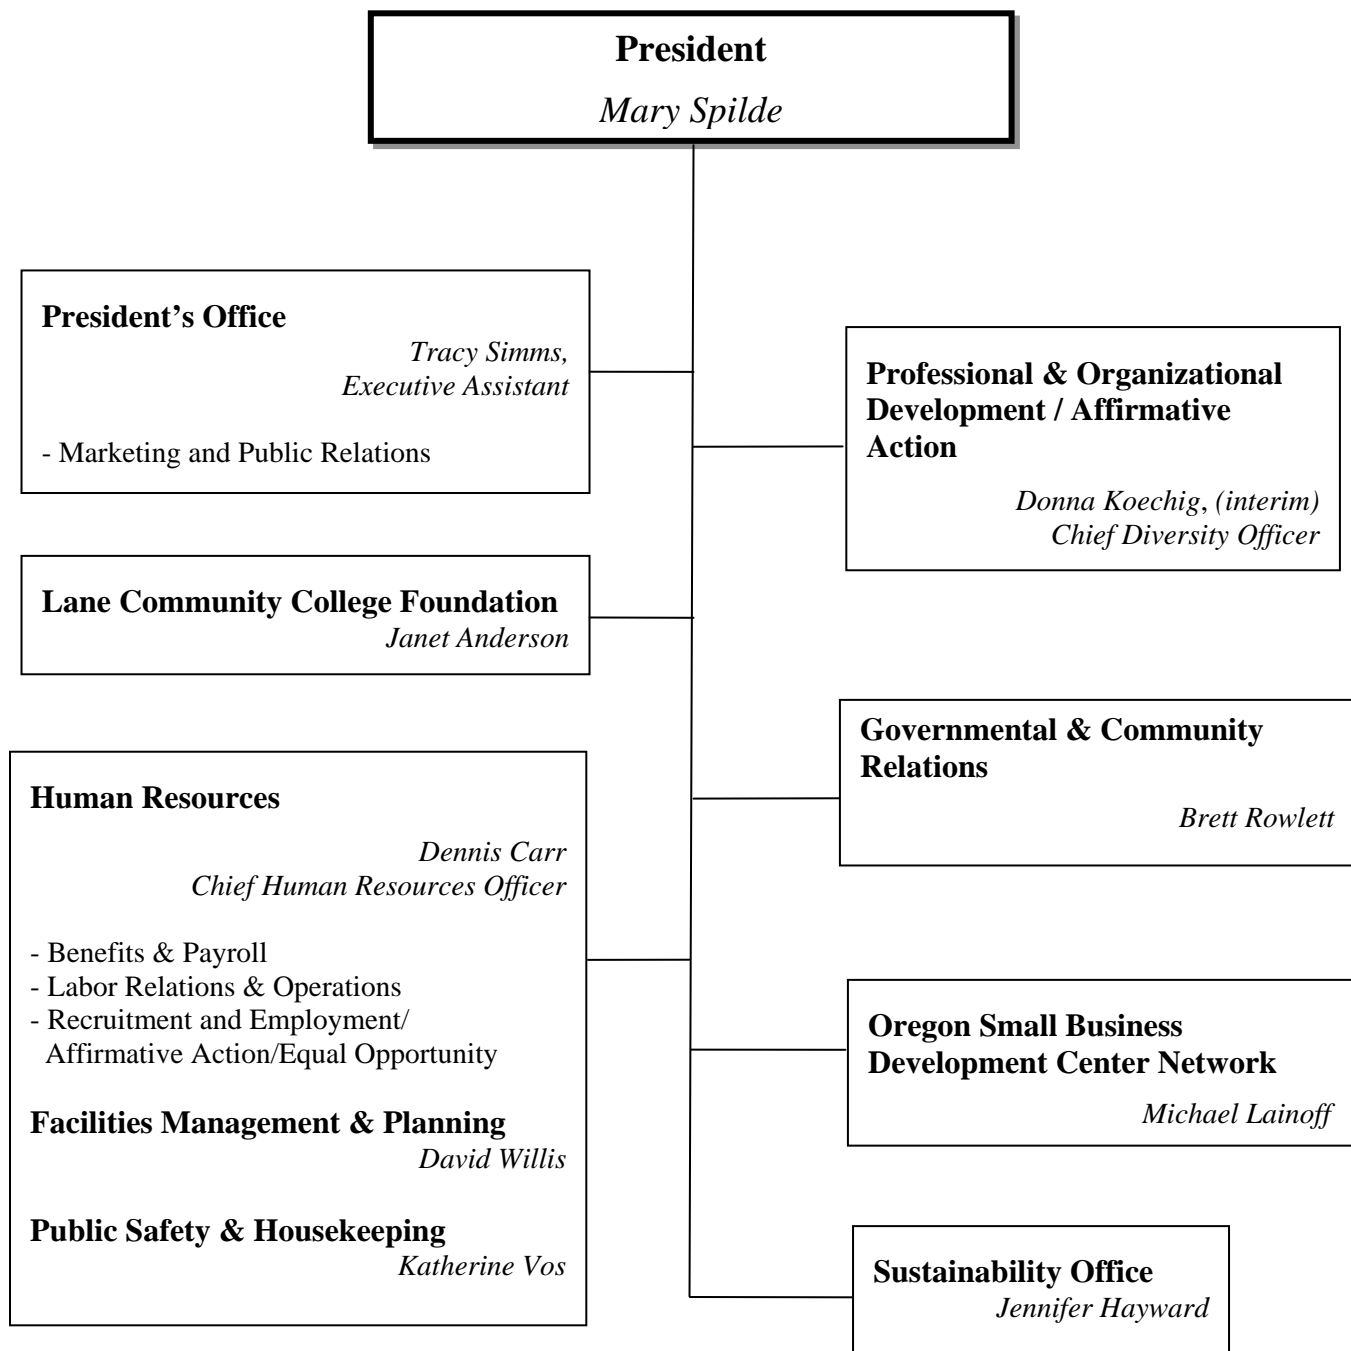 President
Mary Spilde
President’s Office
Tracy Simms,
Executive Assistant
- Marketing and Public Relations
Lane Community College Foundation
Janet Anderson
Human Resources
Dennis Carr
Chief Human Resources Officer
- Benefits & Payroll
- Labor Relations & Operations
- Recruitment and Employment/
Affirmative Action/Equal Opportunity
Facilities Management & Planning
David Willis
Public Safety & Housekeeping
Katherine Vos
Professional & Organizational
Development / Affirmative
Action
Donna Koechig, (interim)
Chief Diversity Officer
Governmental & Community
Relations
Brett Rowlett
Oregon Small Business
Development Center Network
Michael Lainoff
Sustainability Office
Jennifer Hayward